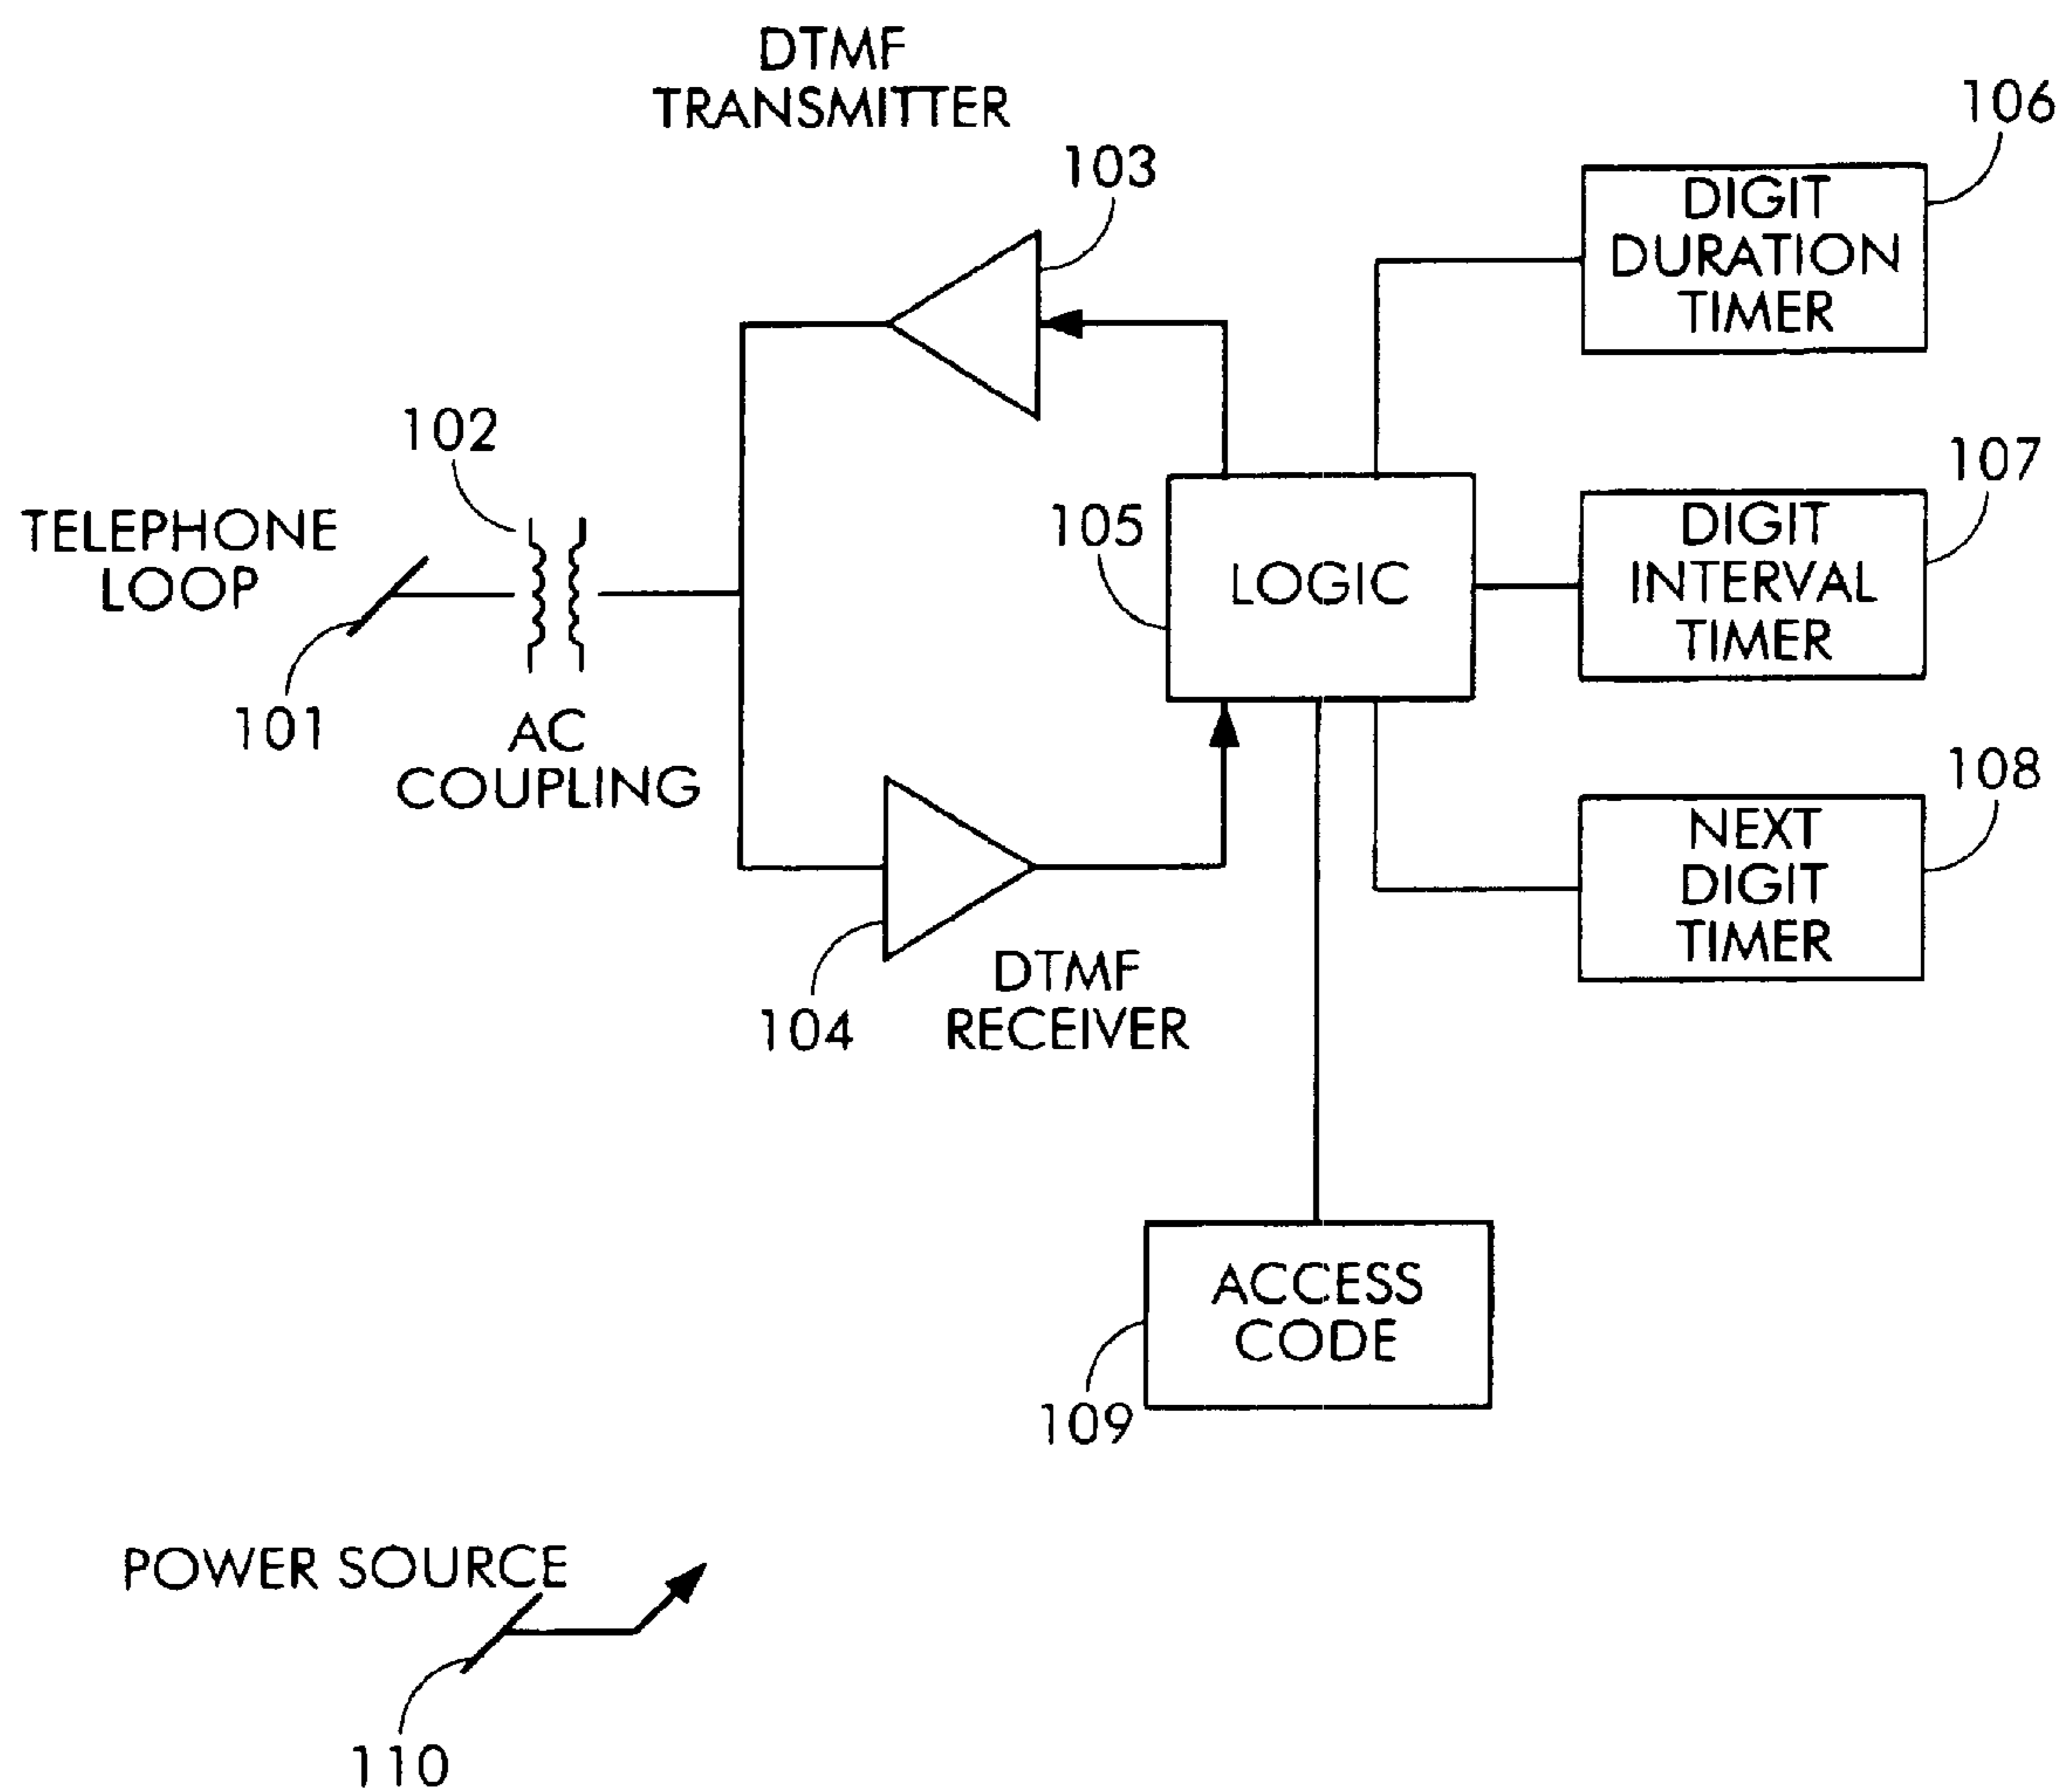 DTMF
TRANSMITTER
103
106
DIGIT
DURATION
TIMER
102
TELEPHONE
LOOP
101
AC
COUPLING
105
LOGIC
107
DIGIT
INTERVAL
TIMER
108
NEXT
DIGIT
TIMER
104
DTMF
RECEIVER
ACCESS
CODE
109
POWER SOURCE
110